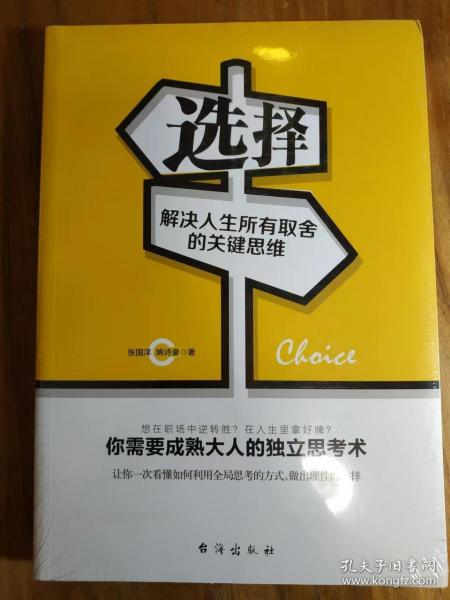 选择
解决人生所有取舍
的关键思维
张国洋 姚诗豪◎著
Choice
想在职场中逆转胜?在人生里拿好牌?
你需要成熟大人的独立思考术
让你一次看懂如何利用全局思考的方式,做出理性的选择
台海出版社
孔夫子旧书网
www.kongfz.com